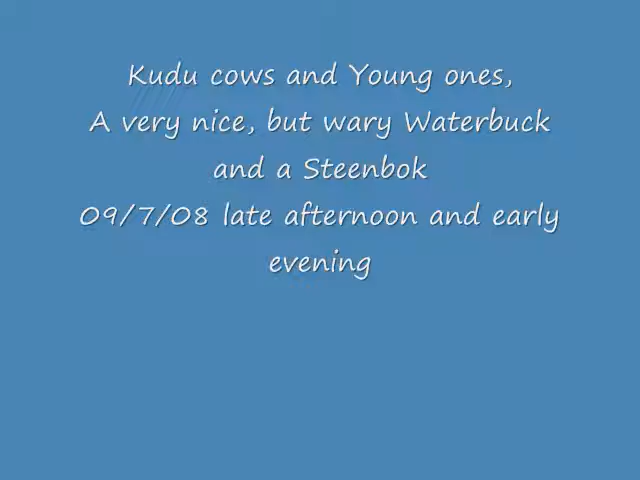 Kudu cows and Young ones,
A very nice, but wary Waterbuck
and a Steenbok
09/7/08 late afternoon and early
evening